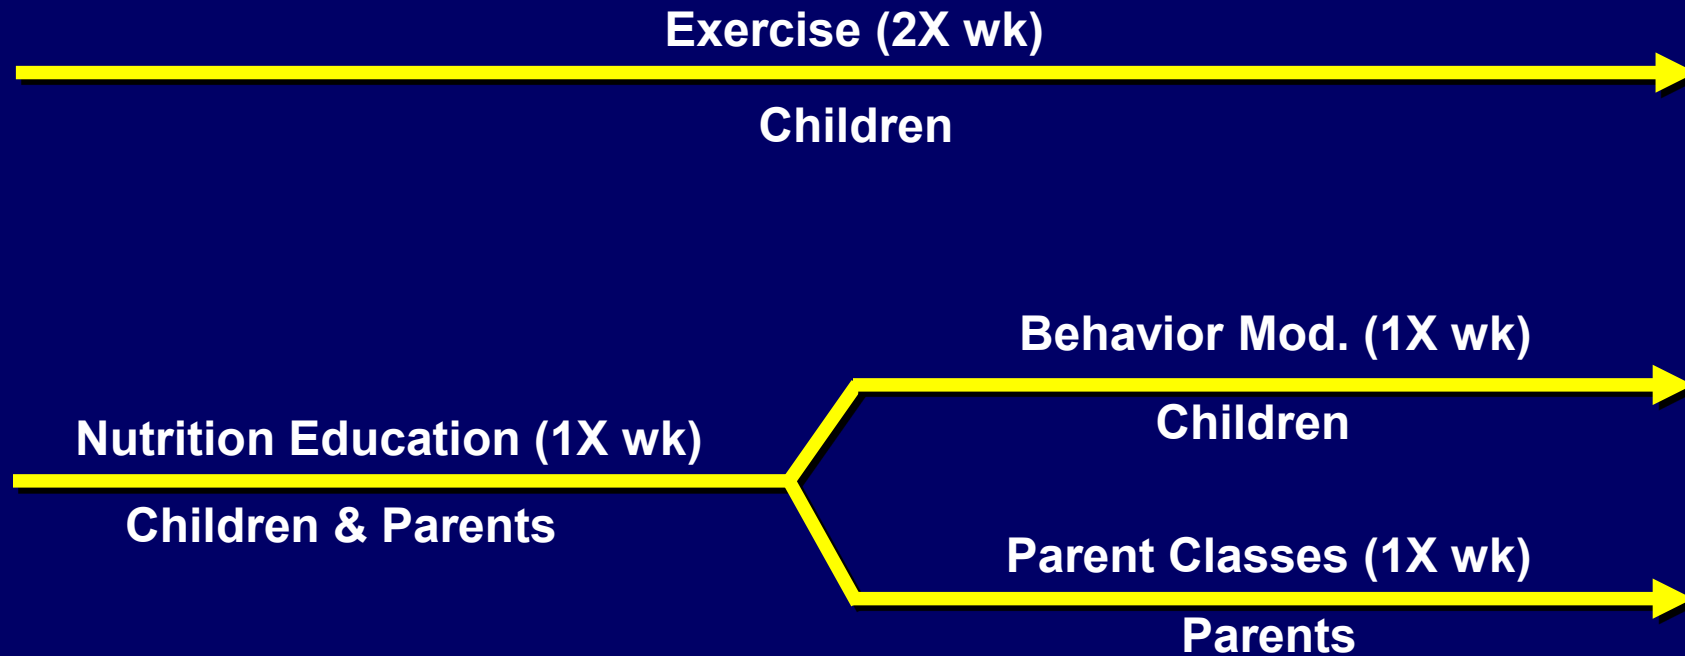 Exercise (2X wk)
Children
Behavior Mod. (1X wk)
Children
Nutrition Education (1X wk)
Children & Parents
Parent Classes (1X wk)
Parents